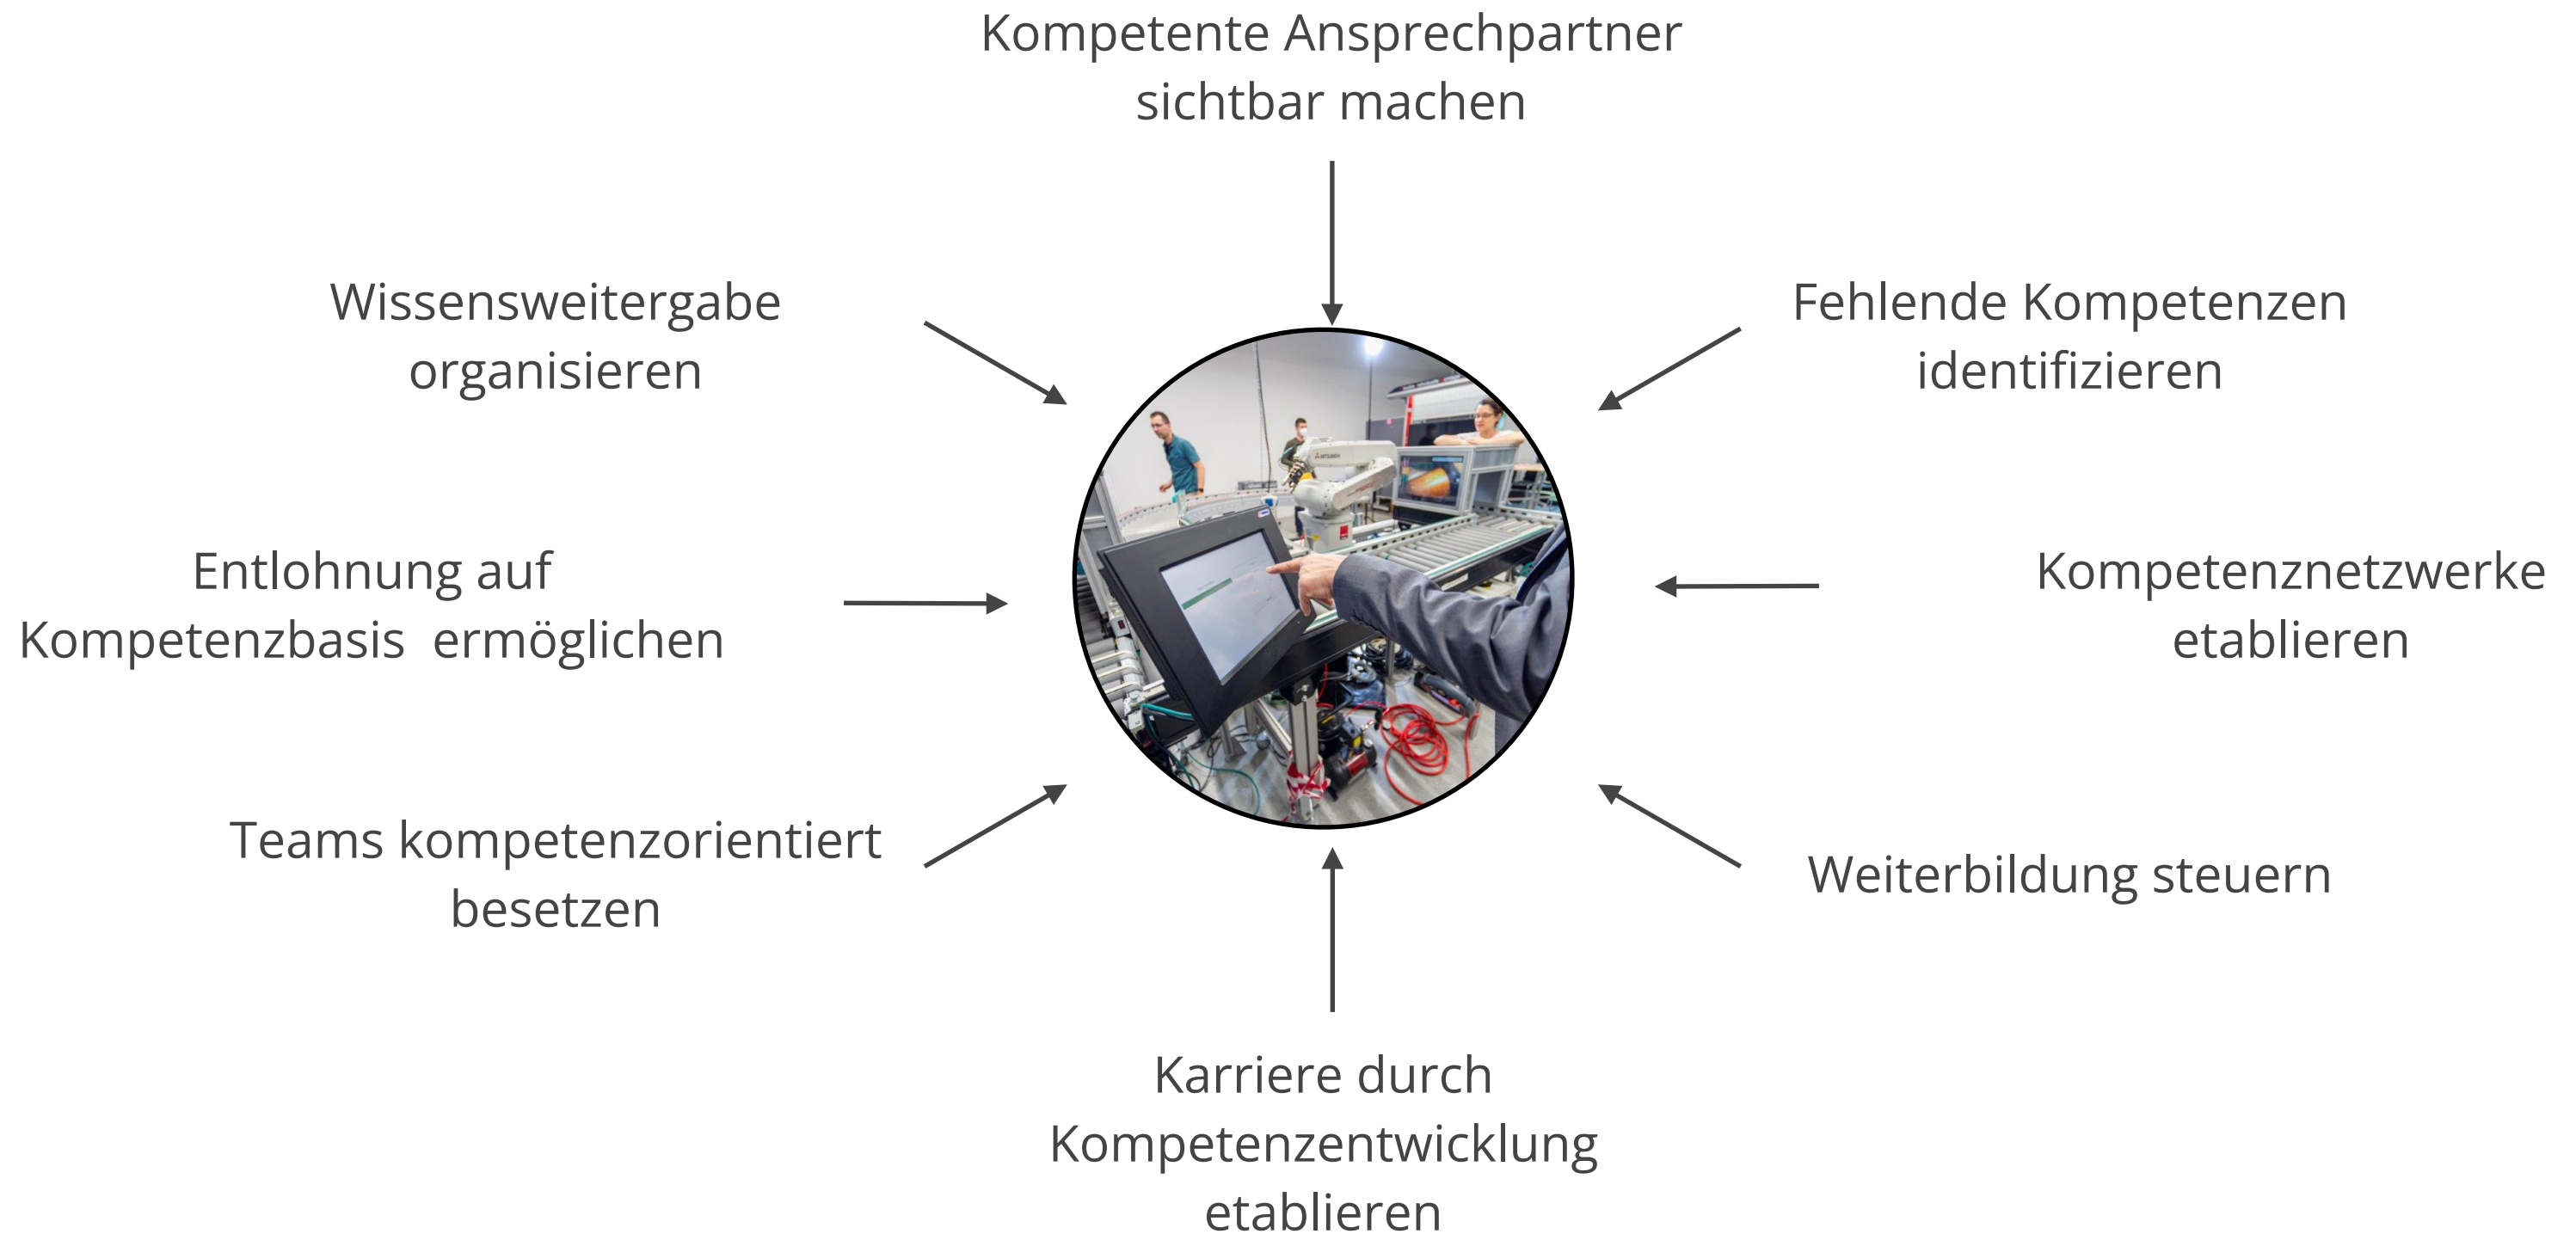 Kompetente Ansprechpartner
sichtbar machen
Wissensweitergabe
organisieren
Fehlende Kompetenzen
identifizieren
Entlohnung auf
Kompetenzbasis  ermöglichen
Kompetenznetzwerke
etablieren
Teams kompetenzorientiert
besetzen
Weiterbildung steuern
Karriere durch
Kompetenzentwicklung
etablieren